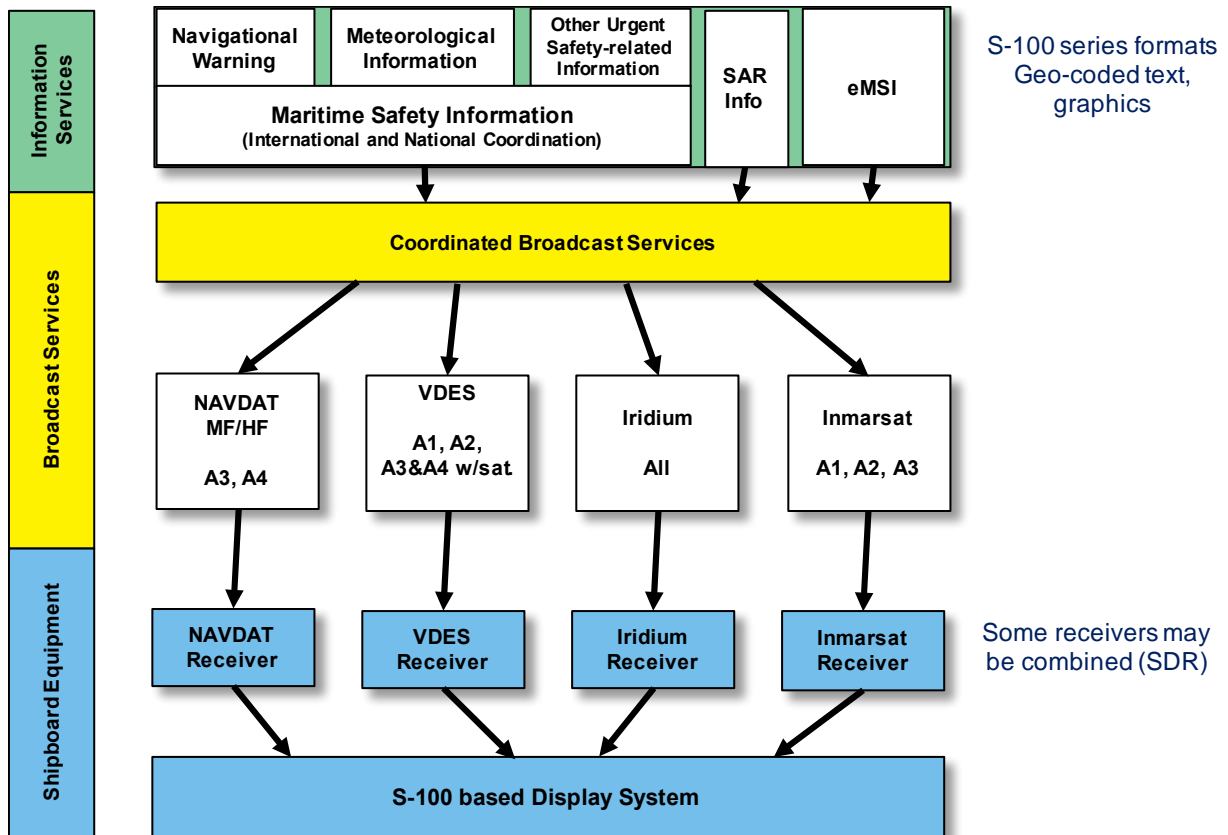 Information
Services
Navigational
Warning
Meteorological
Information
Other Urgent
Safety-related
Information
Maritime Safety Information
(International and National Coordination)
SAR
Info
eMSI
S-100 series formats
Geo-coded text,
graphics
Broadcast Services
Coordinated Broadcast Services
NAVDAT
MF/HF
A3, A4
VDES
A1, A2,
A3&A4 w/sat.
Iridium
All
Inmarsat
A1, A2, A3
Shipboard Equipment
NAVDAT
Receiver
VDES
Receiver
Iridium
Receiver
Inmarsat
Receiver
Some receivers may
be combined (SDR)
S-100 based Display System